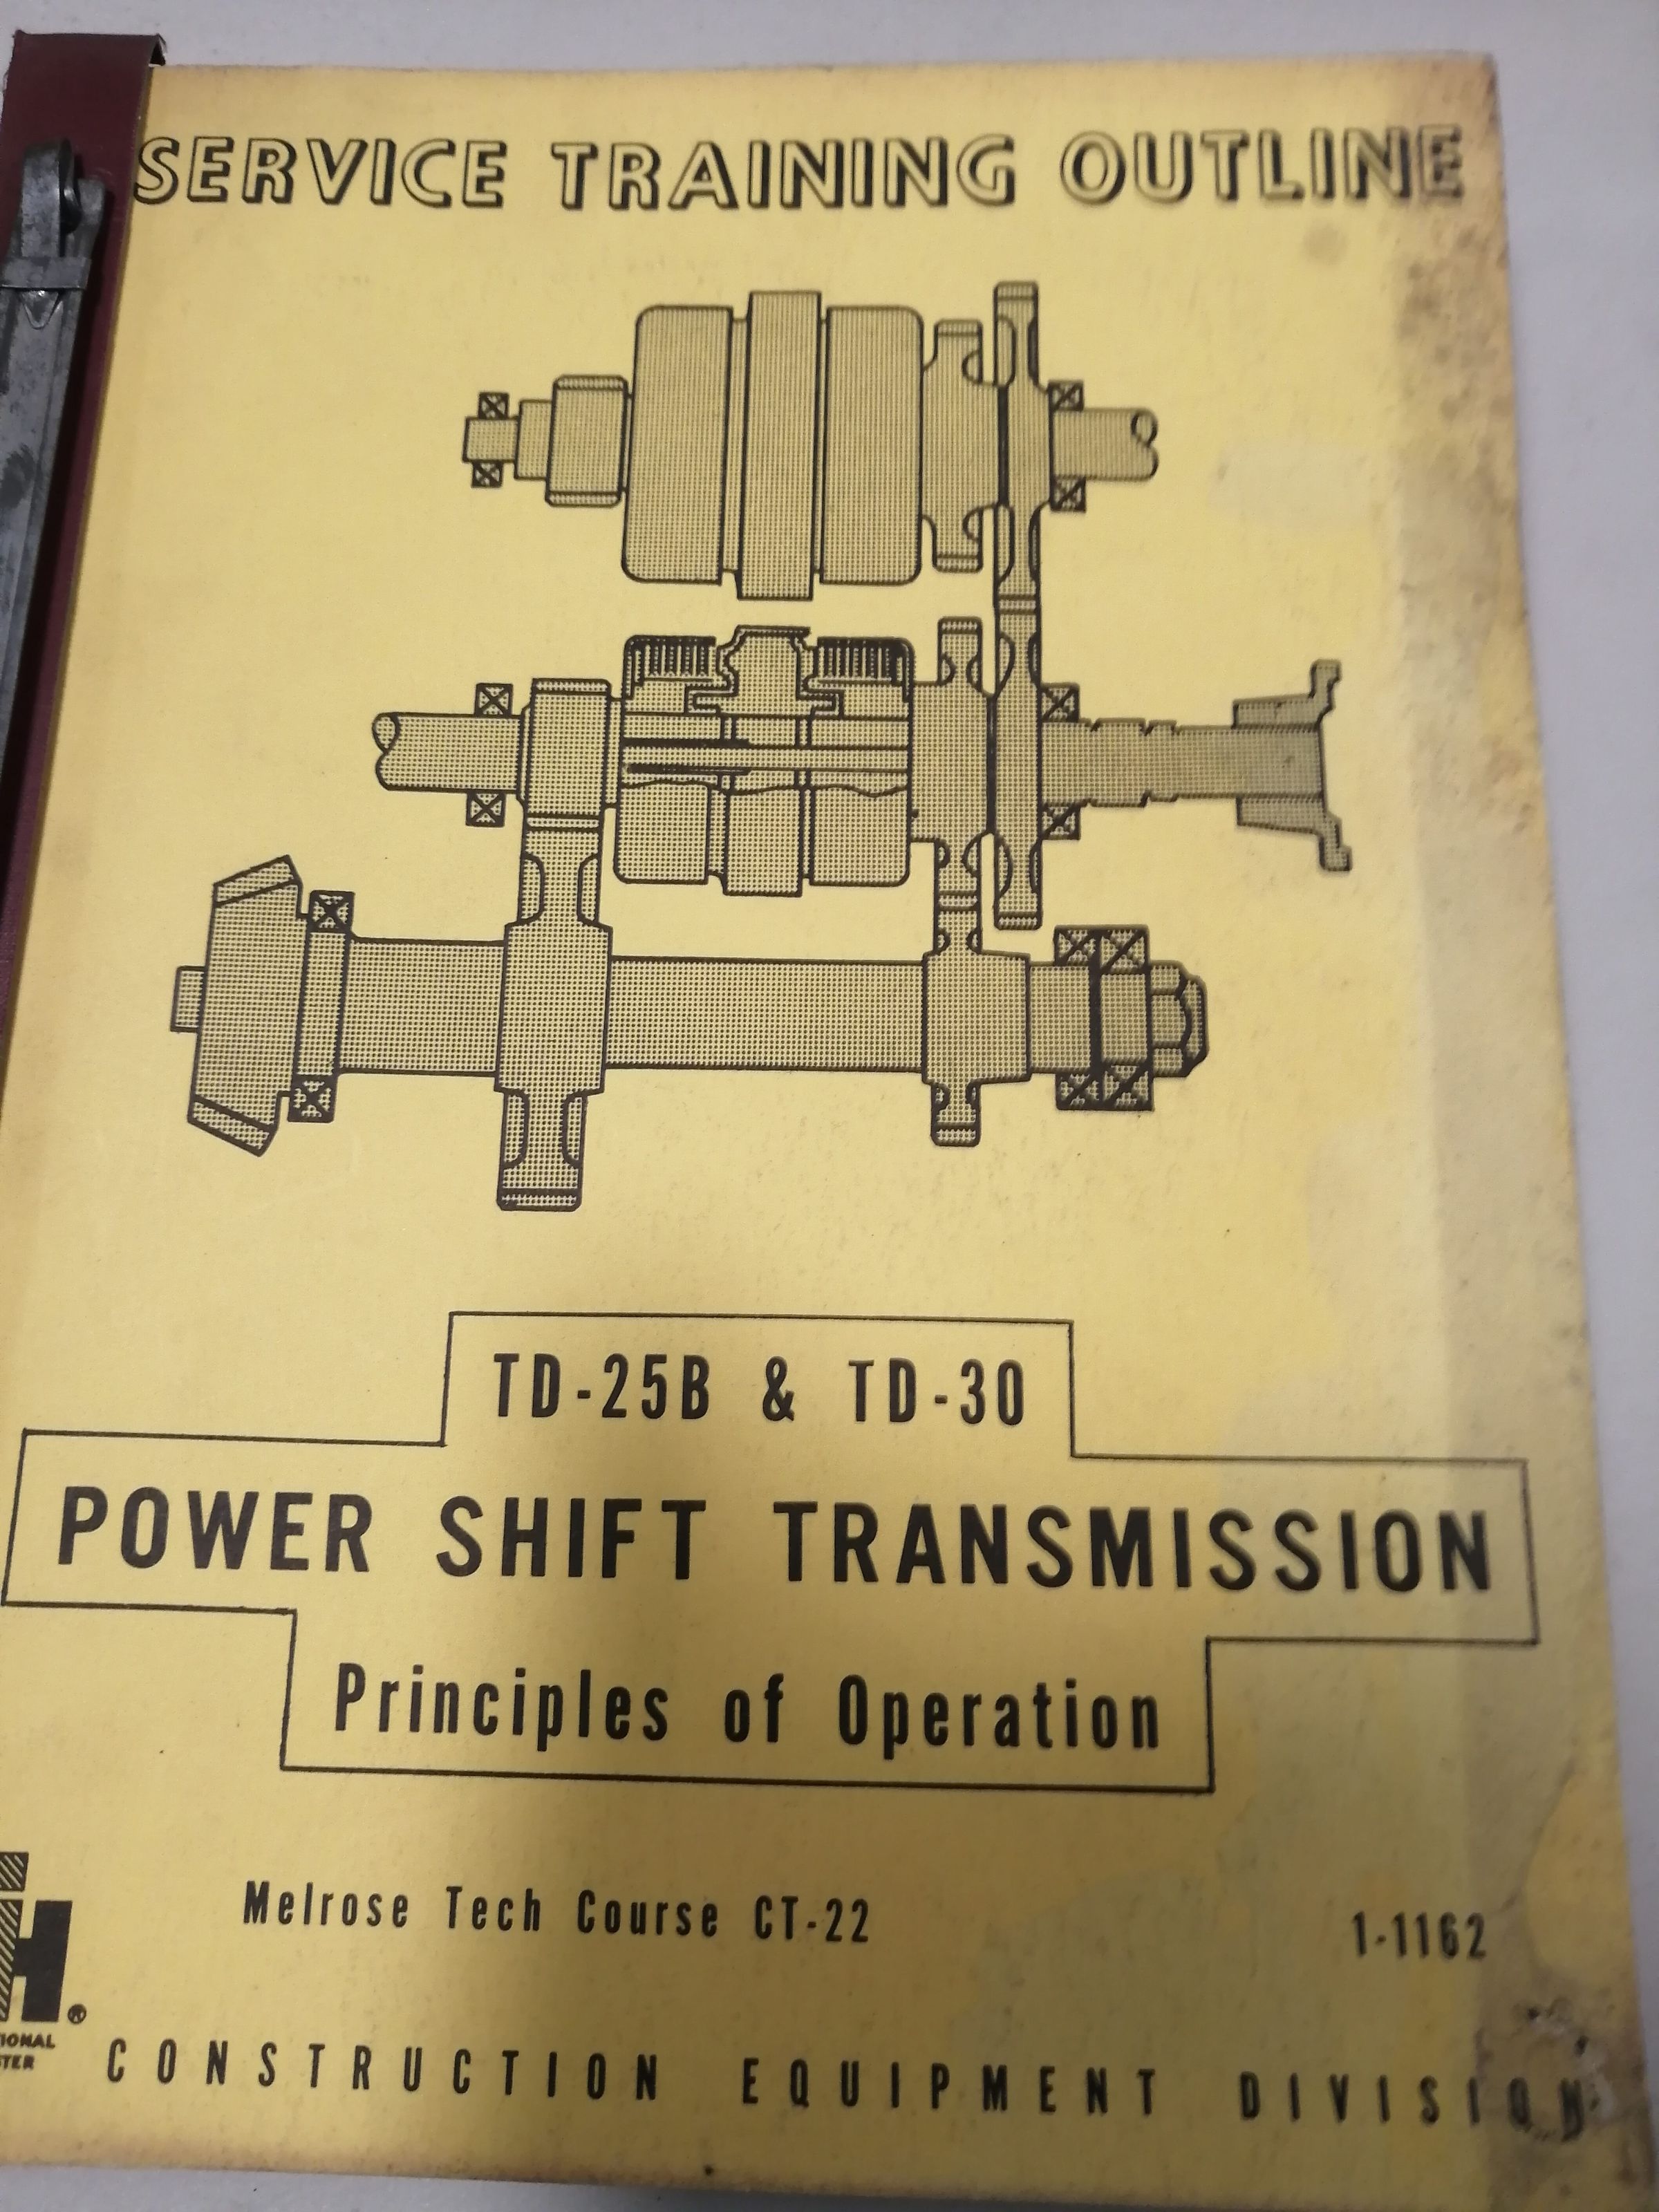 SERVICE TRAINING OUTLINE
TD-25B & TD-30
POWER SHIFT TRANSMISSION
Principles of Operation
Melrose Tech Course CT-22
1-1162
IH®
CONSTRUCTION EQUIPMENT DIVISION